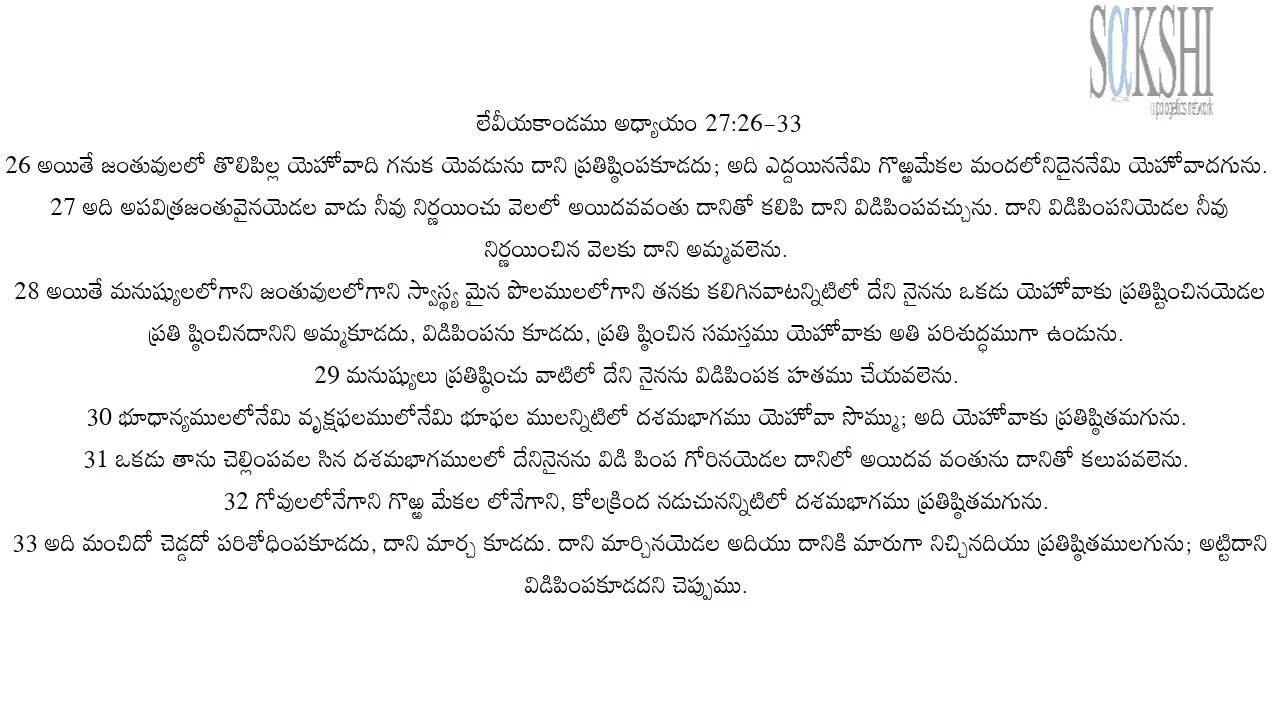 SaKSHI
apologetics network
లేవీయకాండము అధ్యాయం 27:26-33
26 అయితే జంతువులలో తొలిపిల్ల యెహోవాది గనుక యెవడును దాని ప్రతిష్ఠింపకూడదు; అది ఎద్దయిననేమి గొఱ్ఱమేకల మందలోనిదైననేమి యెహోవాదగును.
27 అది అపవిత్రజంతువైనయెడల వాడు నీవు నిర్ణయించు వెలలో అయిదవవంతు దానితో కలిపి దాని విడిపింపవచ్చును. దాని విడిపింపనియెడల నీవు
నిర్ణయించిన వెలకు దాని అమ్మవలెను.
28 అయితే మనుష్యులలోగాని జంతువులలోగాని స్వాస్థ్య మైన పొలములలోగాని తనకు కలిగినవాటన్నిటిలో దేని నైనను ఒకడు యెహోవాకు ప్రతిష్టించినయెడల
ప్రతి ష్ఠించినదానిని అమ్మకూడదు, విడిపింపను కూడదు, ప్రతి ష్ఠించిన సమస్తము యెహోవాకు అతి పరిశుద్ధముగా ఉండును.
29 మనుష్యులు ప్రతిష్ఠించు వాటిలో దేని నైనను విడిపింపక హతము చేయవలెను.
30 భూధాన్యములలోనేమి వృక్షఫలములోనేమి భూఫల ములన్నిటిలో దశమభాగము యెహోవా సొమ్ము; అది యెహోవాకు ప్రతిష్ఠితమగును.
31 ఒకడు తాను చెల్లింపవల సిన దశమభాగములలో దేనినైనను విడి పింప గోరినయెడల దానిలో అయిదవ వంతును దానితో కలుపవలెను.
32 గోవులలోనేగాని గొఱ్ఱ మేకల లోనేగాని, కోలక్రింద నడుచునన్నిటిలో దశమభాగము ప్రతిష్ఠితమగును.
33 అది మంచిదో చెడ్డదో పరిశోధింపకూడదు, దాని మార్చ కూడదు. దాని మార్చినయెడల అదియు దానికి మారుగా నిచ్చినదియు ప్రతిష్ఠితములగును; అట్టిదాని
విడిపింపకూడదని చెప్పుము.